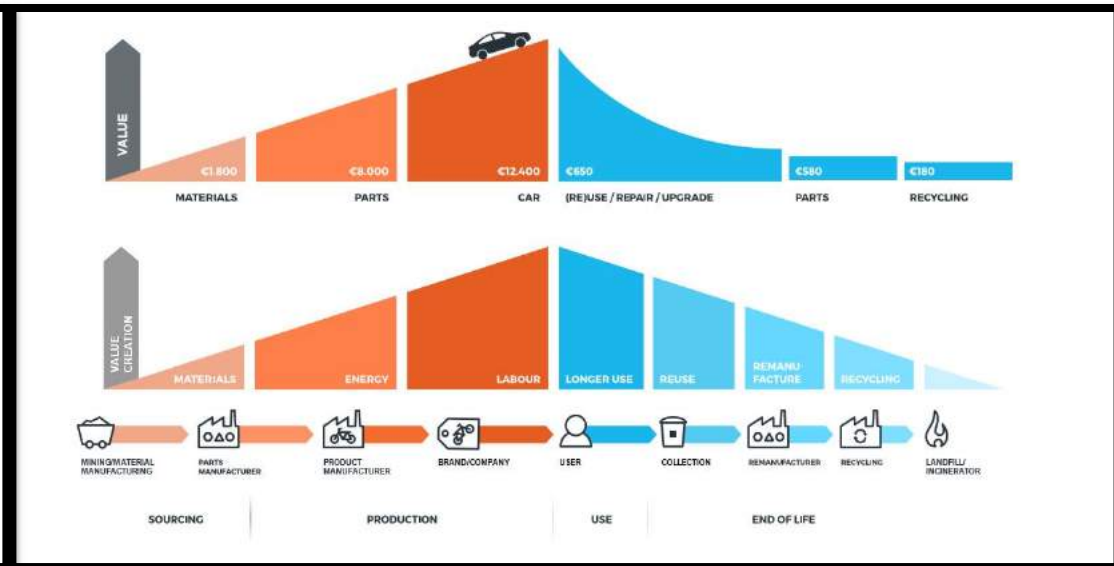 VALUE
€1.800
€8.000
€12.400
€650
€580
€180
MATERIALS
PARTS
CAR
(RE)USE / REPAIR / UPGRADE
PARTS
RECYCLING
VALUE
CREATION
MATERIALS
ENERGY
LABOUR
LONGER USE
REUSE
REMANU-
FACTURE
RECYCLING
MINING/MATERIAL
MANUFACTURING
PARTS
MANUFACTURER
PRODUCT
MANUFACTURER
BRAND/COMPANY
USER
COLLECTION
REMANUFACTURER
RECYCLING
LANDFILL/
INCINERATOR
SOURCING
PRODUCTION
USE
END OF LIFE